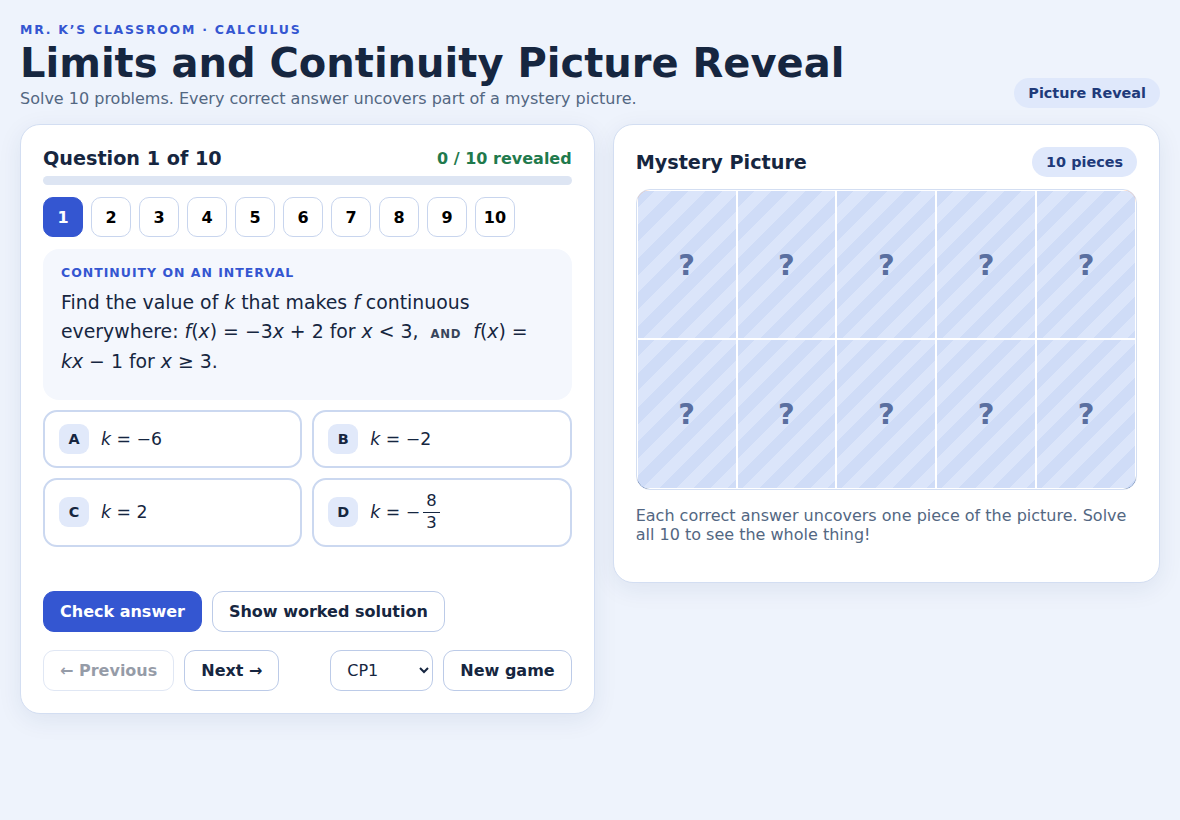 MR. K’S CLASSROOM · CALCULUS
Limits and Continuity Picture Reveal
Solve 10 problems. Every correct answer uncovers part of a mystery picture.
Picture Reveal
Question 1 of 10
0 / 10 revealed
1 2 3 4 5 6 7 8 9 10
CONTINUITY ON AN INTERVAL
Find the value of k that makes f continuous
everywhere: f(x) = −3x + 2 for x < 3, AND f(x) =
kx − 1 for x ≥ 3.
A k = −6
B k = −2
C k = 2
D k = −8/3
Check answer
Show worked solution
← Previous
Next →
CP1
New game
Mystery Picture
10 pieces
? ? ? ? ?
? ? ? ? ?
Each correct answer uncovers one piece of the picture. Solve
all 10 to see the whole thing!